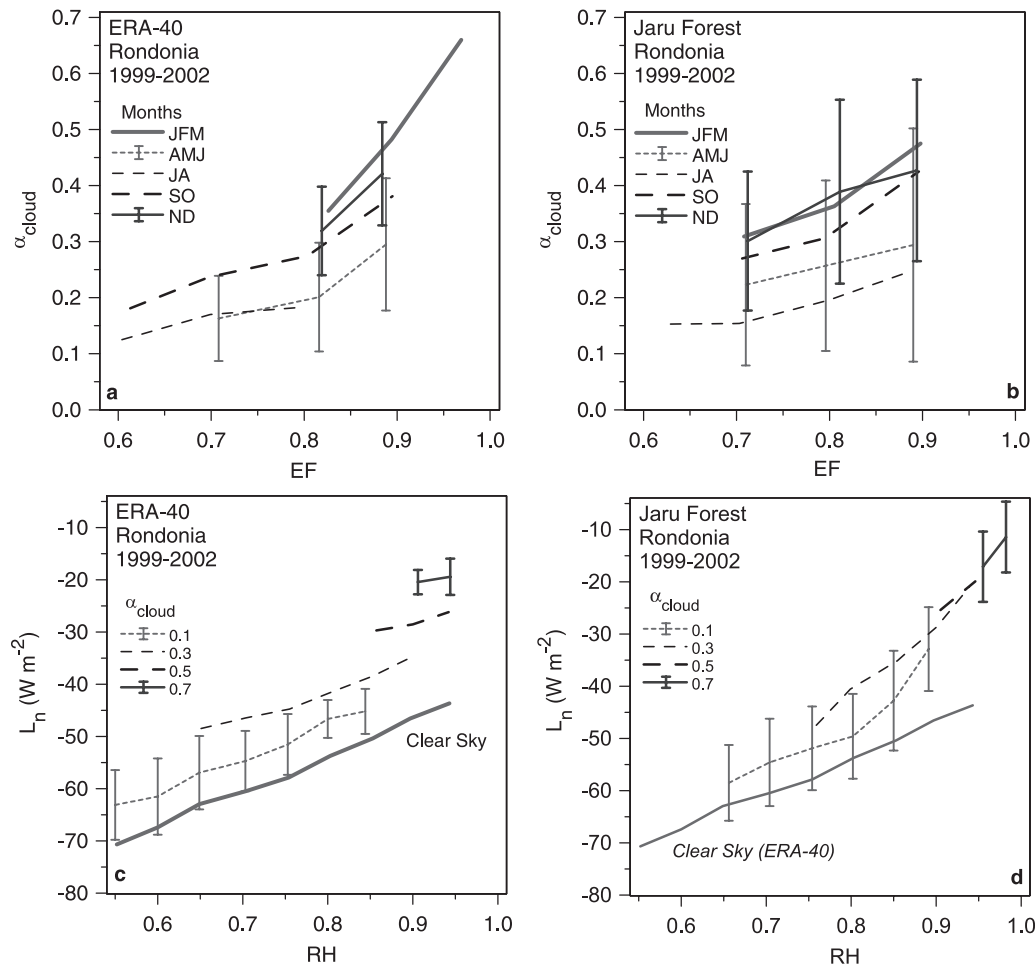 ERA-40
Rondonia
1999-2002
Months
JFM
AMJ
JA
SO
ND
α_cloud
0.7
0.6
0.5
0.4
0.3
0.2
0.1
0.0
a
0.6 0.7 0.8 0.9 1.0
EF
Jaru Forest
Rondonia
1999-2002
Months
JFM
AMJ
JA
SO
ND
α_cloud
0.7
0.6
0.5
0.4
0.3
0.2
0.1
0.0
b
0.6 0.7 0.8 0.9 1.0
EF
ERA-40
Rondonia
1999-2002
α_cloud
0.1
0.3
0.5
0.7
L_n (W m⁻²)
-10
-20
-30
-40
-50
-60
-70
-80
Clear Sky
c
0.6 0.7 0.8 0.9 1.0
RH
Jaru Forest
Rondonia
1999-2002
α_cloud
0.1
0.3
0.5
0.7
L_n (W m⁻²)
-10
-20
-30
-40
-50
-60
-70
-80
Clear Sky (ERA-40)
d
0.6 0.7 0.8 0.9 1.0
RH